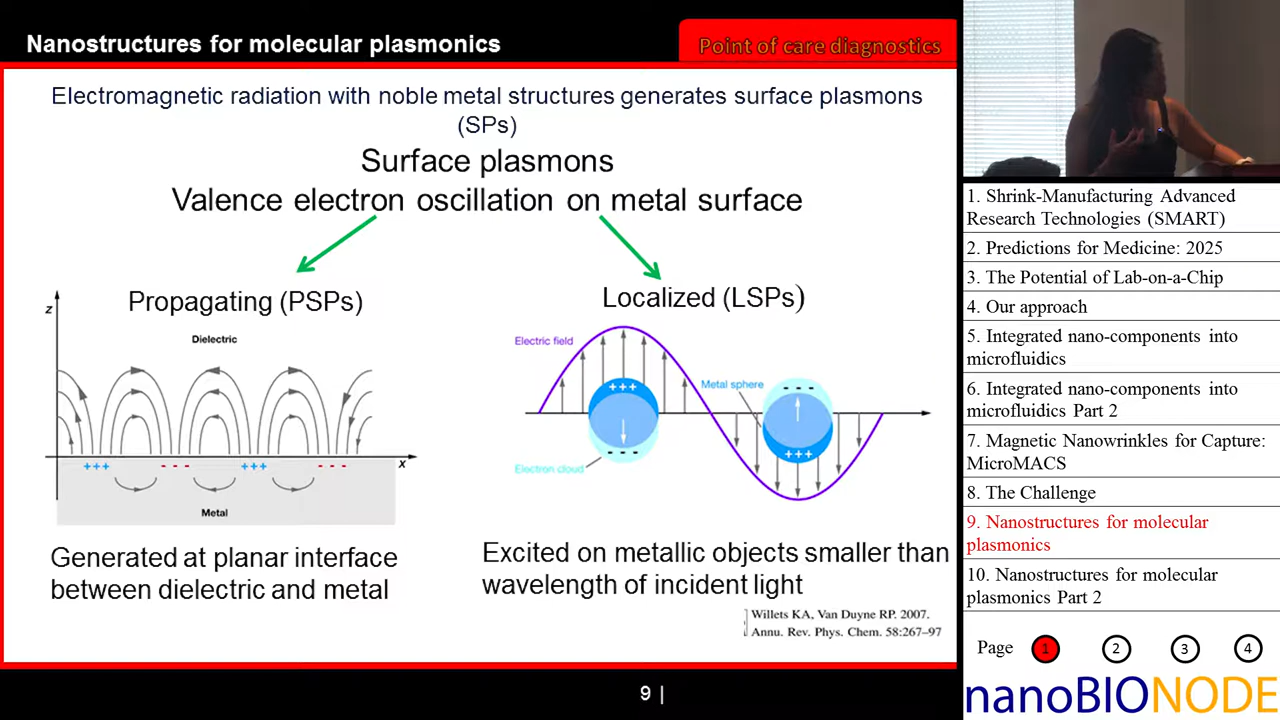 Nanostructures for molecular plasmonics
Point of care diagnostics
Electromagnetic radiation with noble metal structures generates surface plasmons
(SPs)
Surface plasmons
Valence electron oscillation on metal surface
Propagating (PSPs)
z
Dielectric
+++
- - -
+++
- - -
x
Metal
Generated at planar interface
between dielectric and metal
Localized (LSPs)
Electric field
+++
Metal sphere
- - -
- - -
+++
Electron cloud
Excited on metallic objects smaller than
wavelength of incident light
Willets KA, Van Duyne RP. 2007.
Annu. Rev. Phys. Chem. 58:267–97
9 |
1. Shrink-Manufacturing Advanced
Research Technologies (SMART)
2. Predictions for Medicine: 2025
3. The Potential of Lab-on-a-Chip
4. Our approach
5. Integrated nano-components into
microfluidics
6. Integrated nano-components into
microfluidics Part 2
7. Magnetic Nanowrinkles for Capture:
MicroMACS
8. The Challenge
9. Nanostructures for molecular
plasmonics
10. Nanostructures for molecular
plasmonics Part 2
Page 1 2 3 4
nanoBIONODE